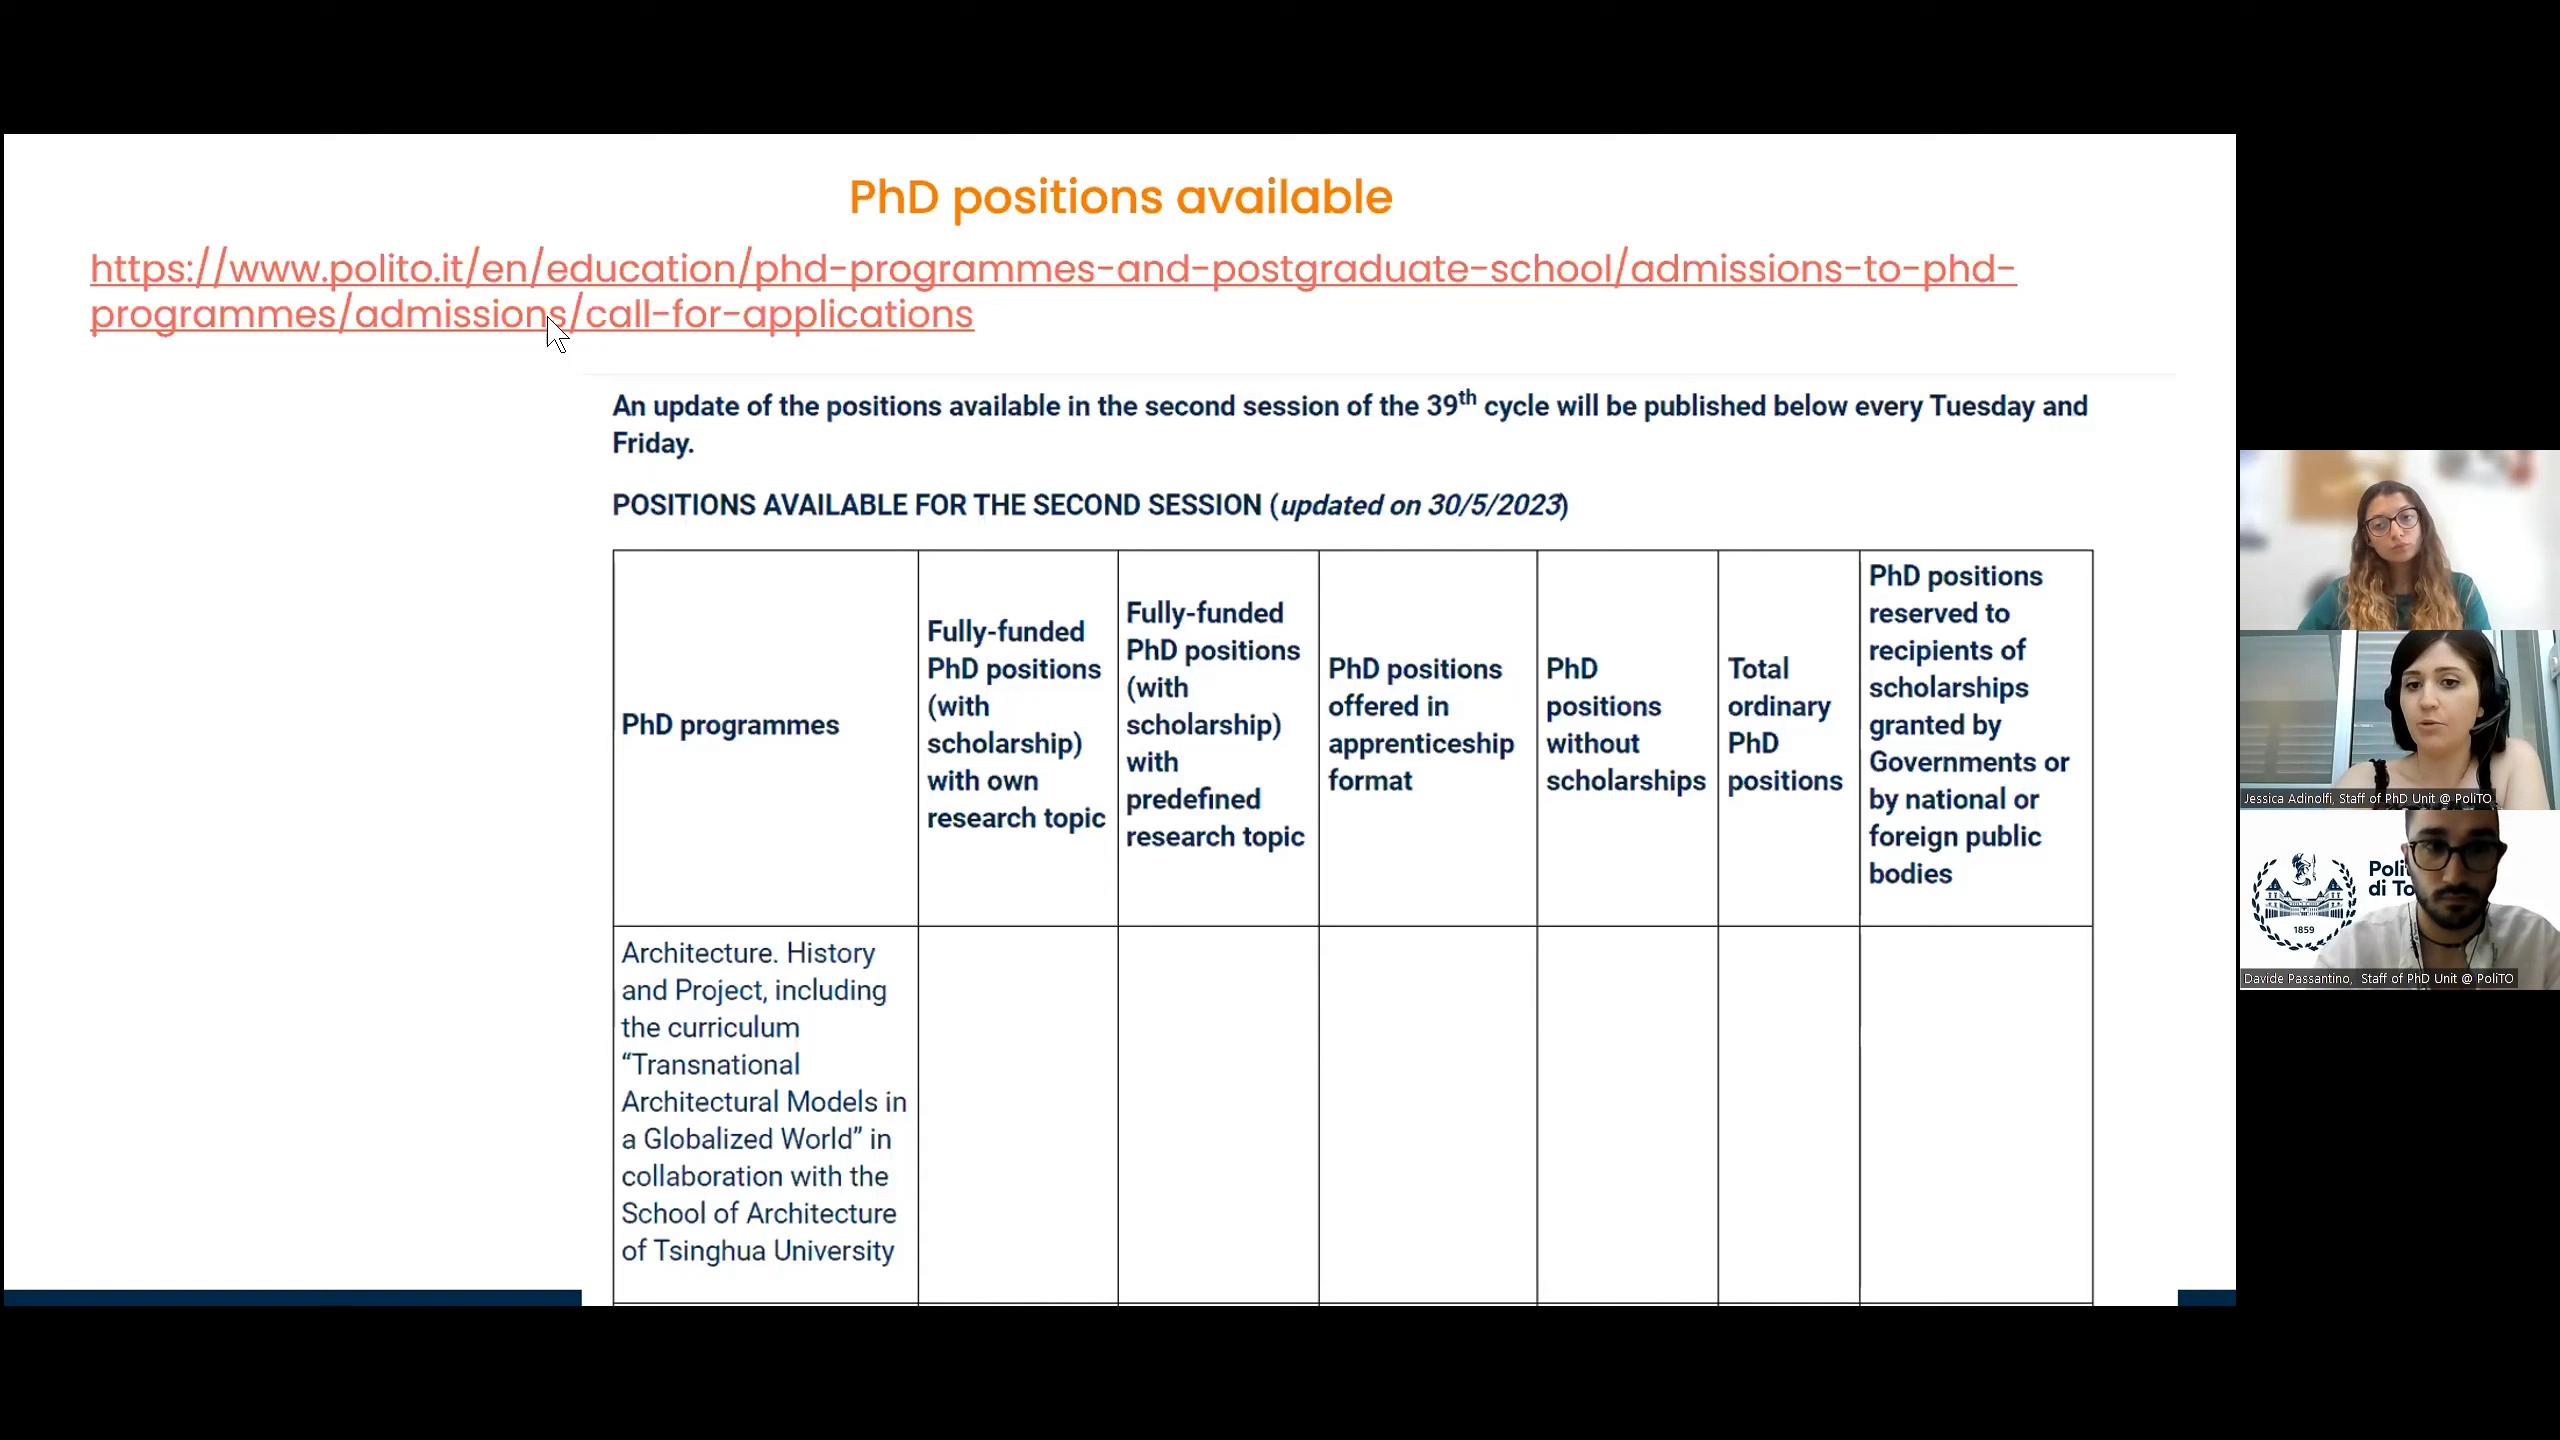 PhD positions available
https://www.polito.it/en/education/phd-programmes-and-postgraduate-school/admissions-to-phd-
programmes/admissions/call-for-applications
An update of the positions available in the second session of the 39th cycle will be published below every Tuesday and
Friday.
POSITIONS AVAILABLE FOR THE SECOND SESSION (updated on 30/5/2023)
PhD programmes
Fully-funded
PhD positions
(with
scholarship)
with own
research topic
Fully-funded
PhD positions
(with
scholarship)
with
predefined
research topic
PhD positions
offered in
apprenticeship
format
PhD
positions
without
scholarships
Total
ordinary
PhD
positions
PhD positions
reserved to
recipients of
scholarships
granted by
Governments or
by national or
foreign public
bodies
Architecture. History
and Project, including
the curriculum
“Transnational
Architectural Models in
a Globalized World” in
collaboration with the
School of Architecture
of Tsinghua University
Jessica Adinolfi, Staff of PhD Unit @ PoliTO
Poli
di To
1859
Davide Passantino, Staff of PhD Unit @ PoliTO